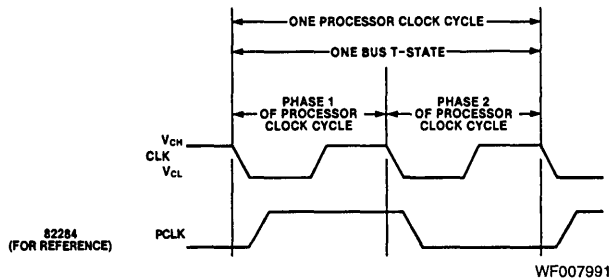 ONE PROCESSOR CLOCK CYCLE
ONE BUS T-STATE
PHASE 1
OF PROCESSOR
CLOCK CYCLE
PHASE 2
OF PROCESSOR
CLOCK CYCLE
VCH
CLK
VCL
82284
(FOR REFERENCE)
PCLK
WF007991